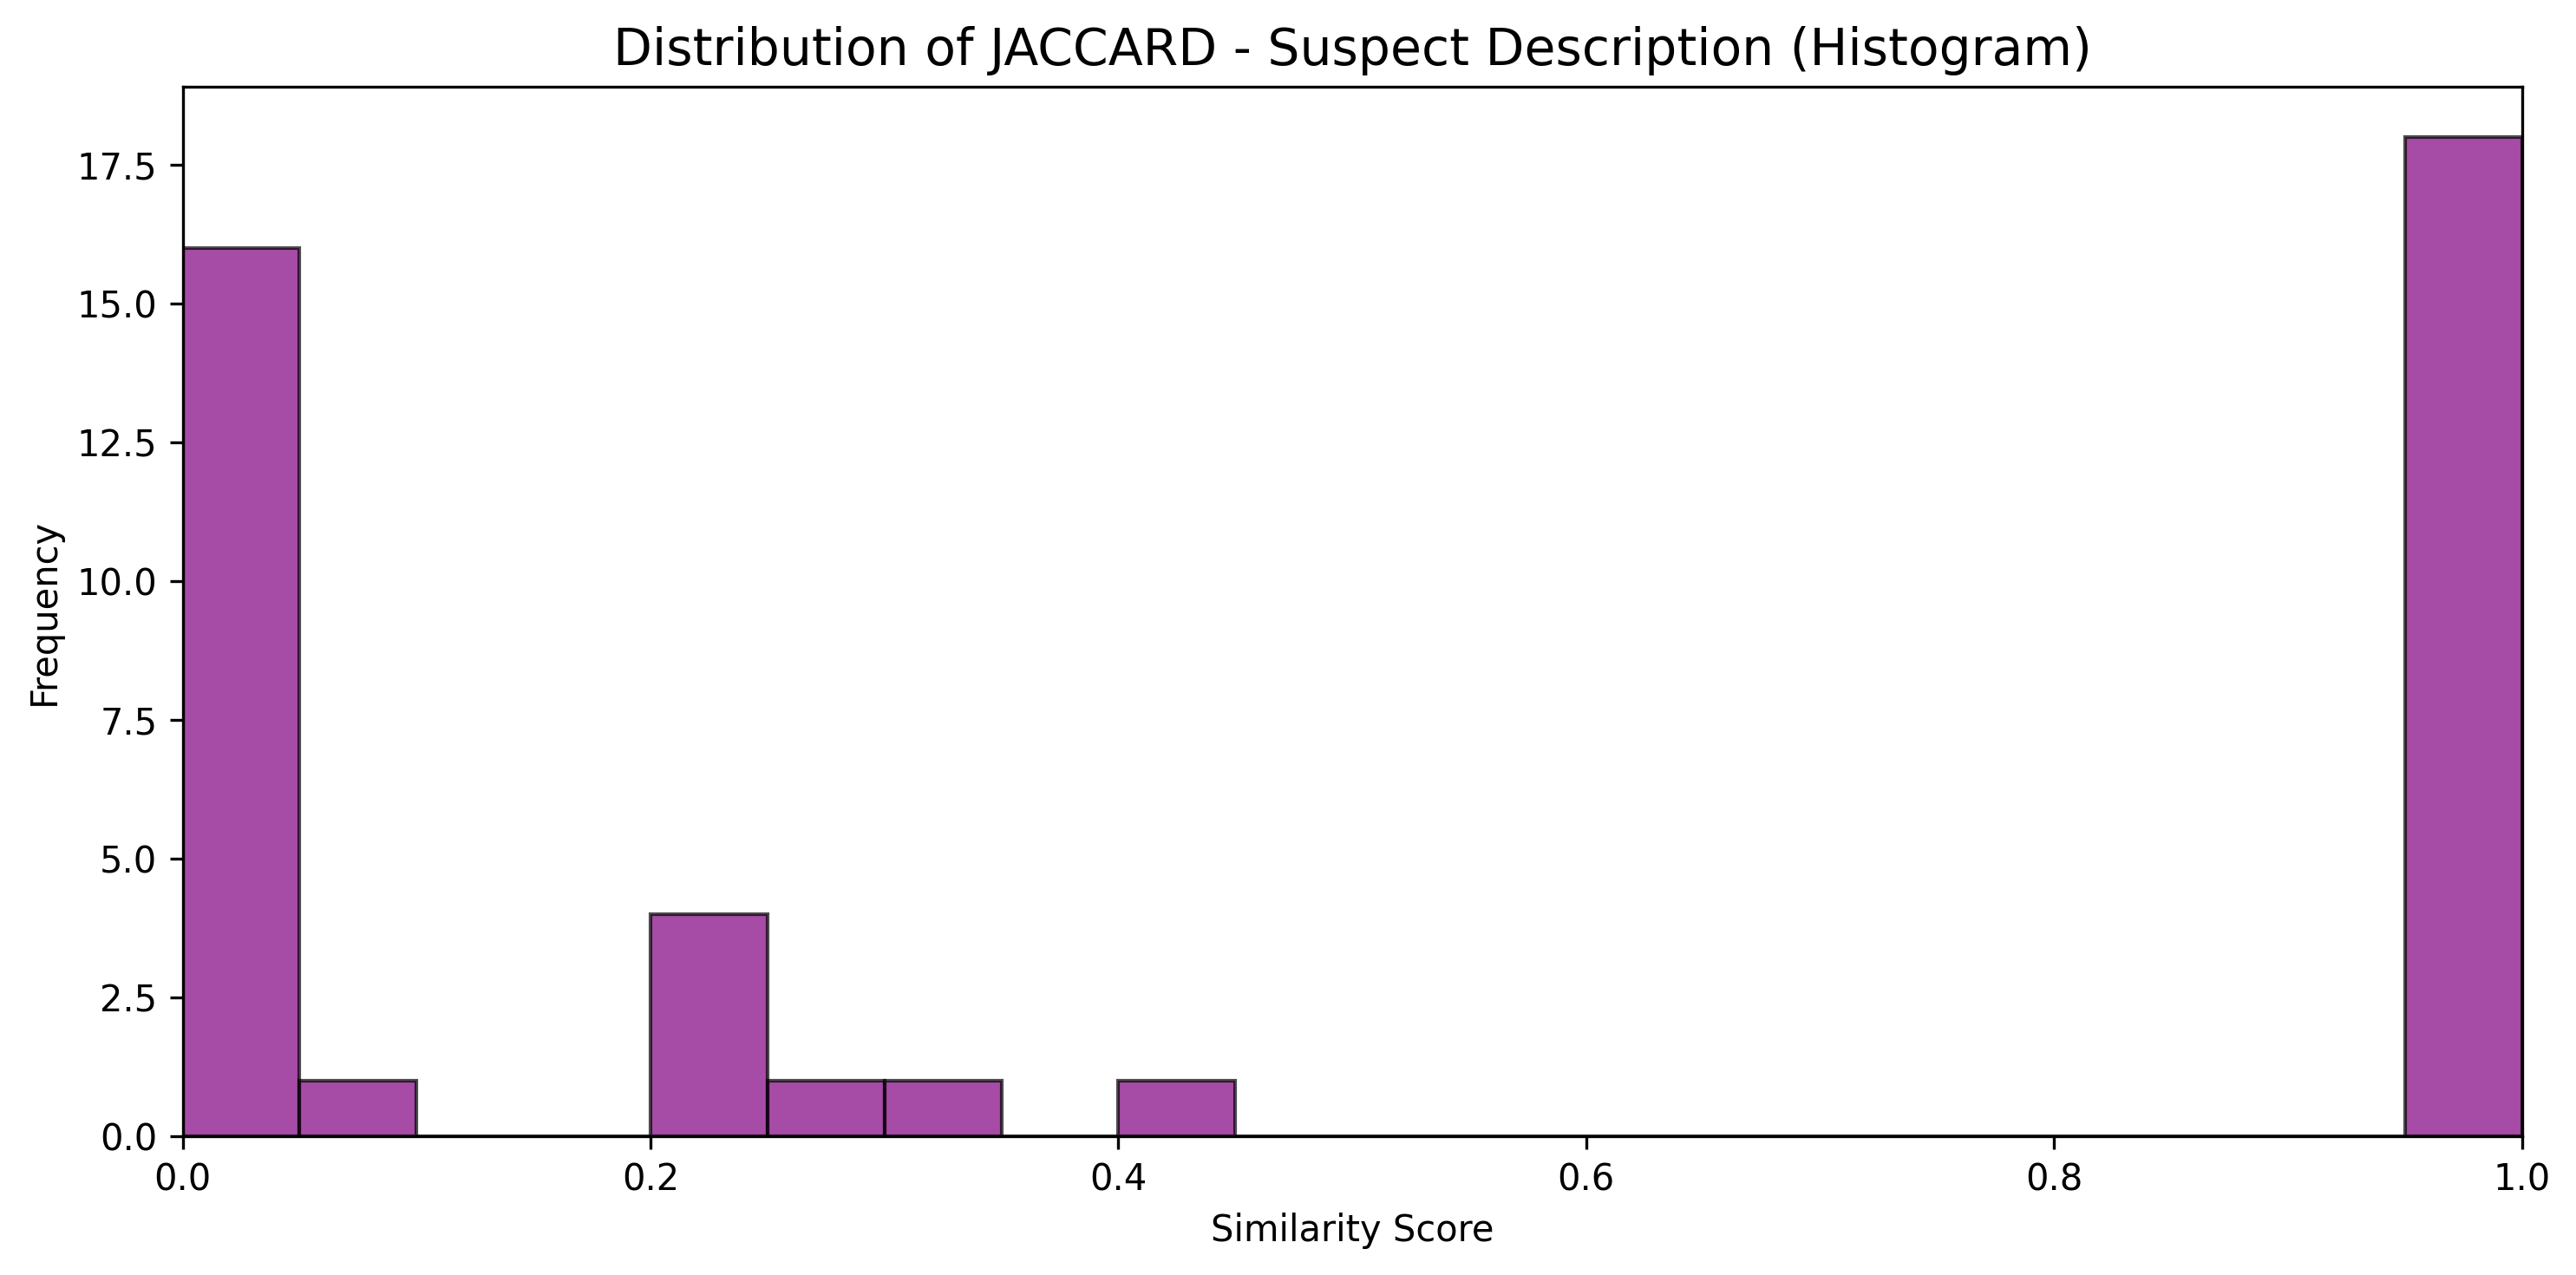 Distribution of JACCARD - Suspect Description (Histogram)
17.5
15.0
12.5
10.0
7.5
5.0
2.5
0.0
Frequency
0.0 0.2 0.4 0.6 0.8 1.0
Similarity Score